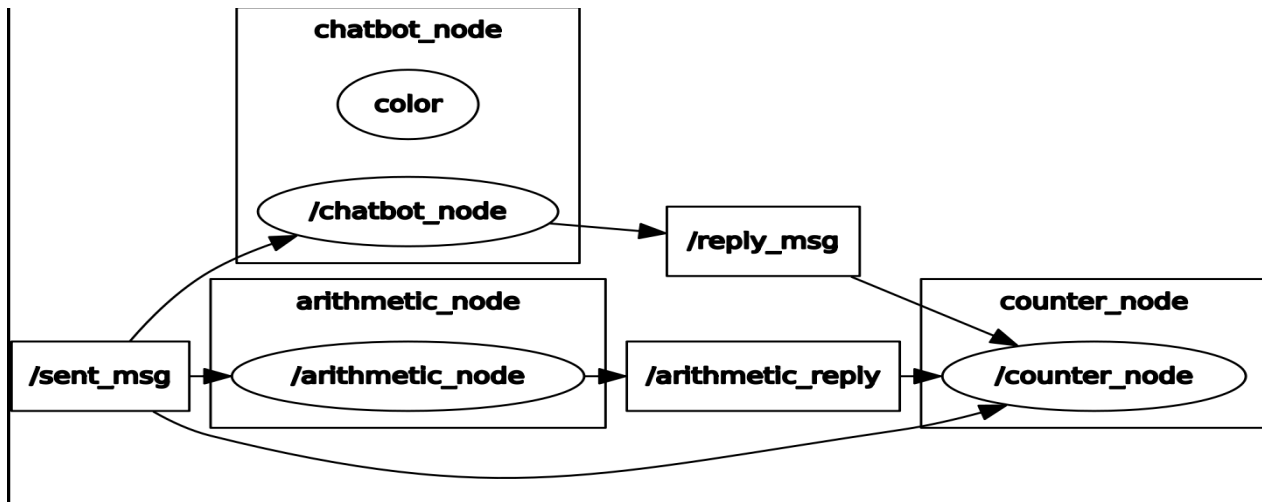 chatbot_node
color
/chatbot_node
/reply_msg
arithmetic_node
counter_node
/sent_msg
/arithmetic_node
/arithmetic_reply
/counter_node